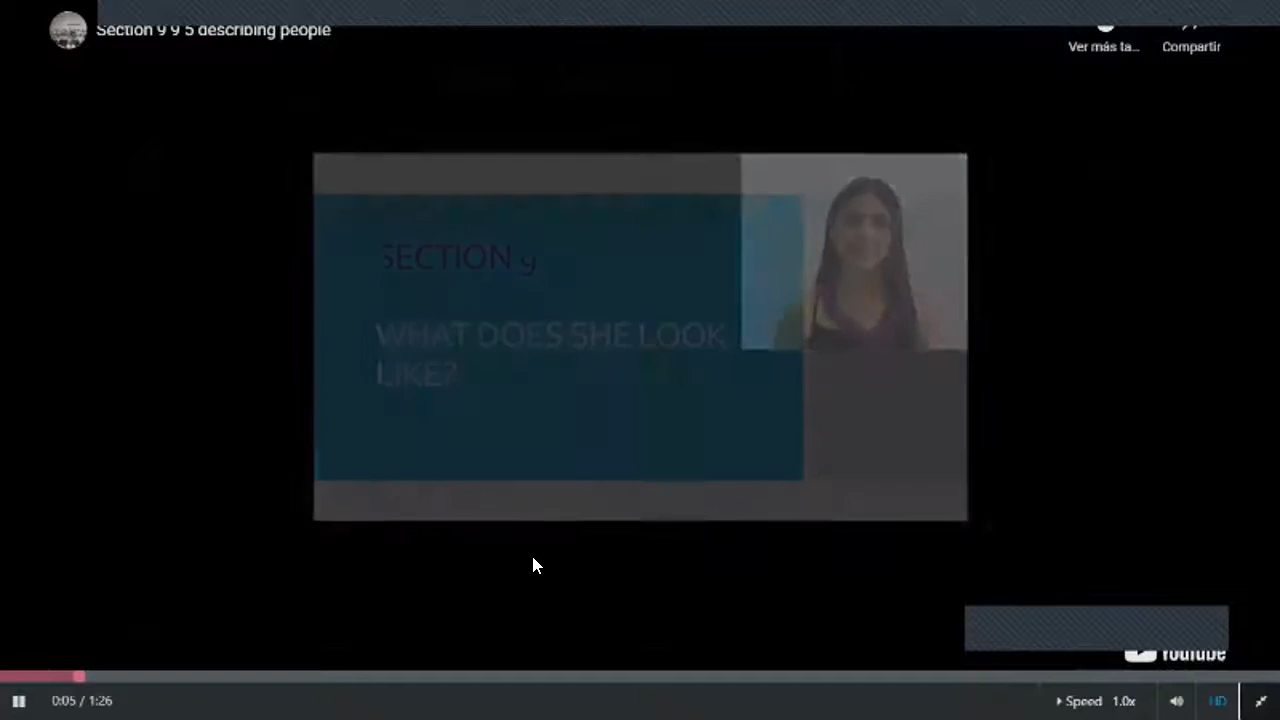 Section 9 9 5 describing people
Ver más ta...
Compartir
SECTION 9
WHAT DOES SHE LOOK
LIKE?
YouTube
0:05 / 1:26
Speed 1.0x
HD